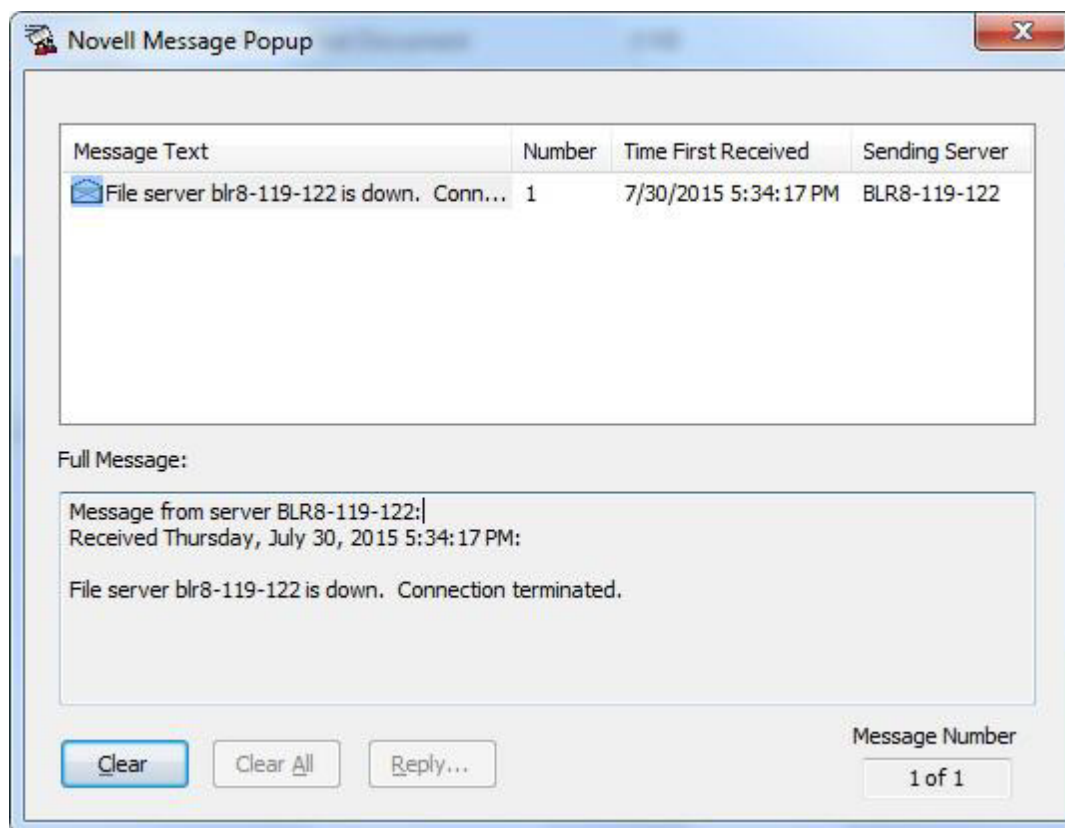 Novell Message Popup
Message Text Number Time First Received Sending Server
File server blr8-119-122 is down.  Conn... 1 7/30/2015 5:34:17 PM BLR8-119-122
Full Message:
Message from server BLR8-119-122:
Received Thursday, July 30, 2015 5:34:17 PM:
File server blr8-119-122 is down.  Connection terminated.
Clear Clear All Reply...
Message Number
1 of 1